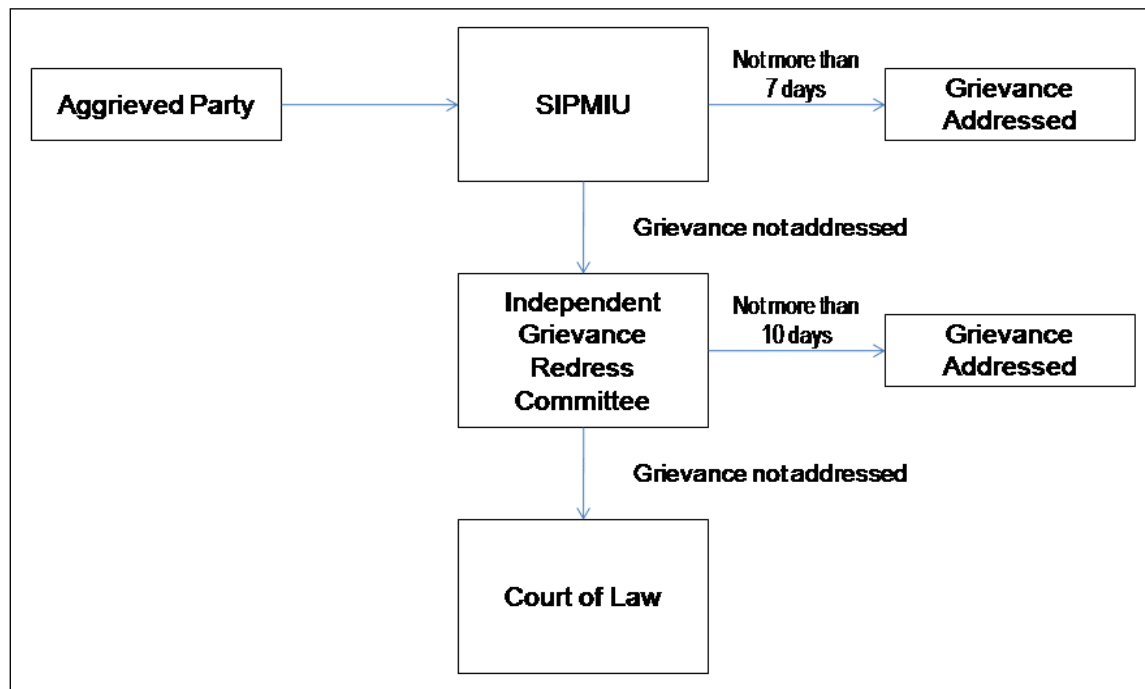 Aggrieved Party
SIPMIU
Not more than
7 days
Grievance
Addressed
Grievance not addressed
Independent
Grievance
Redress
Committee
Not more than
10 days
Grievance
Addressed
Grievance not addressed
Court of Law